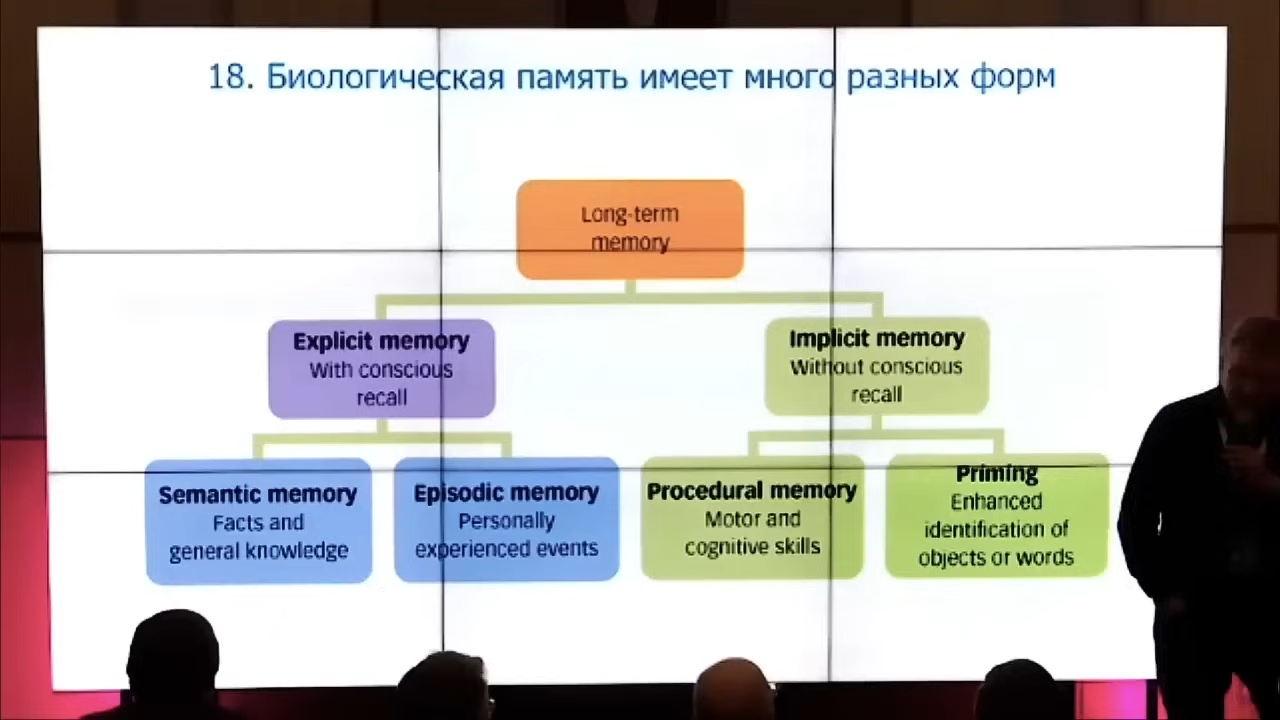 18. Биологическая память имеет много разных форм
Long-term
memory
Explicit memory
With conscious
recall
Implicit memory
Without conscious
recall
Semantic memory
Facts and
general knowledge
Episodic memory
Personally
experienced events
Procedural memory
Motor and
cognitive skills
Priming
Enhanced
identification of
objects or words